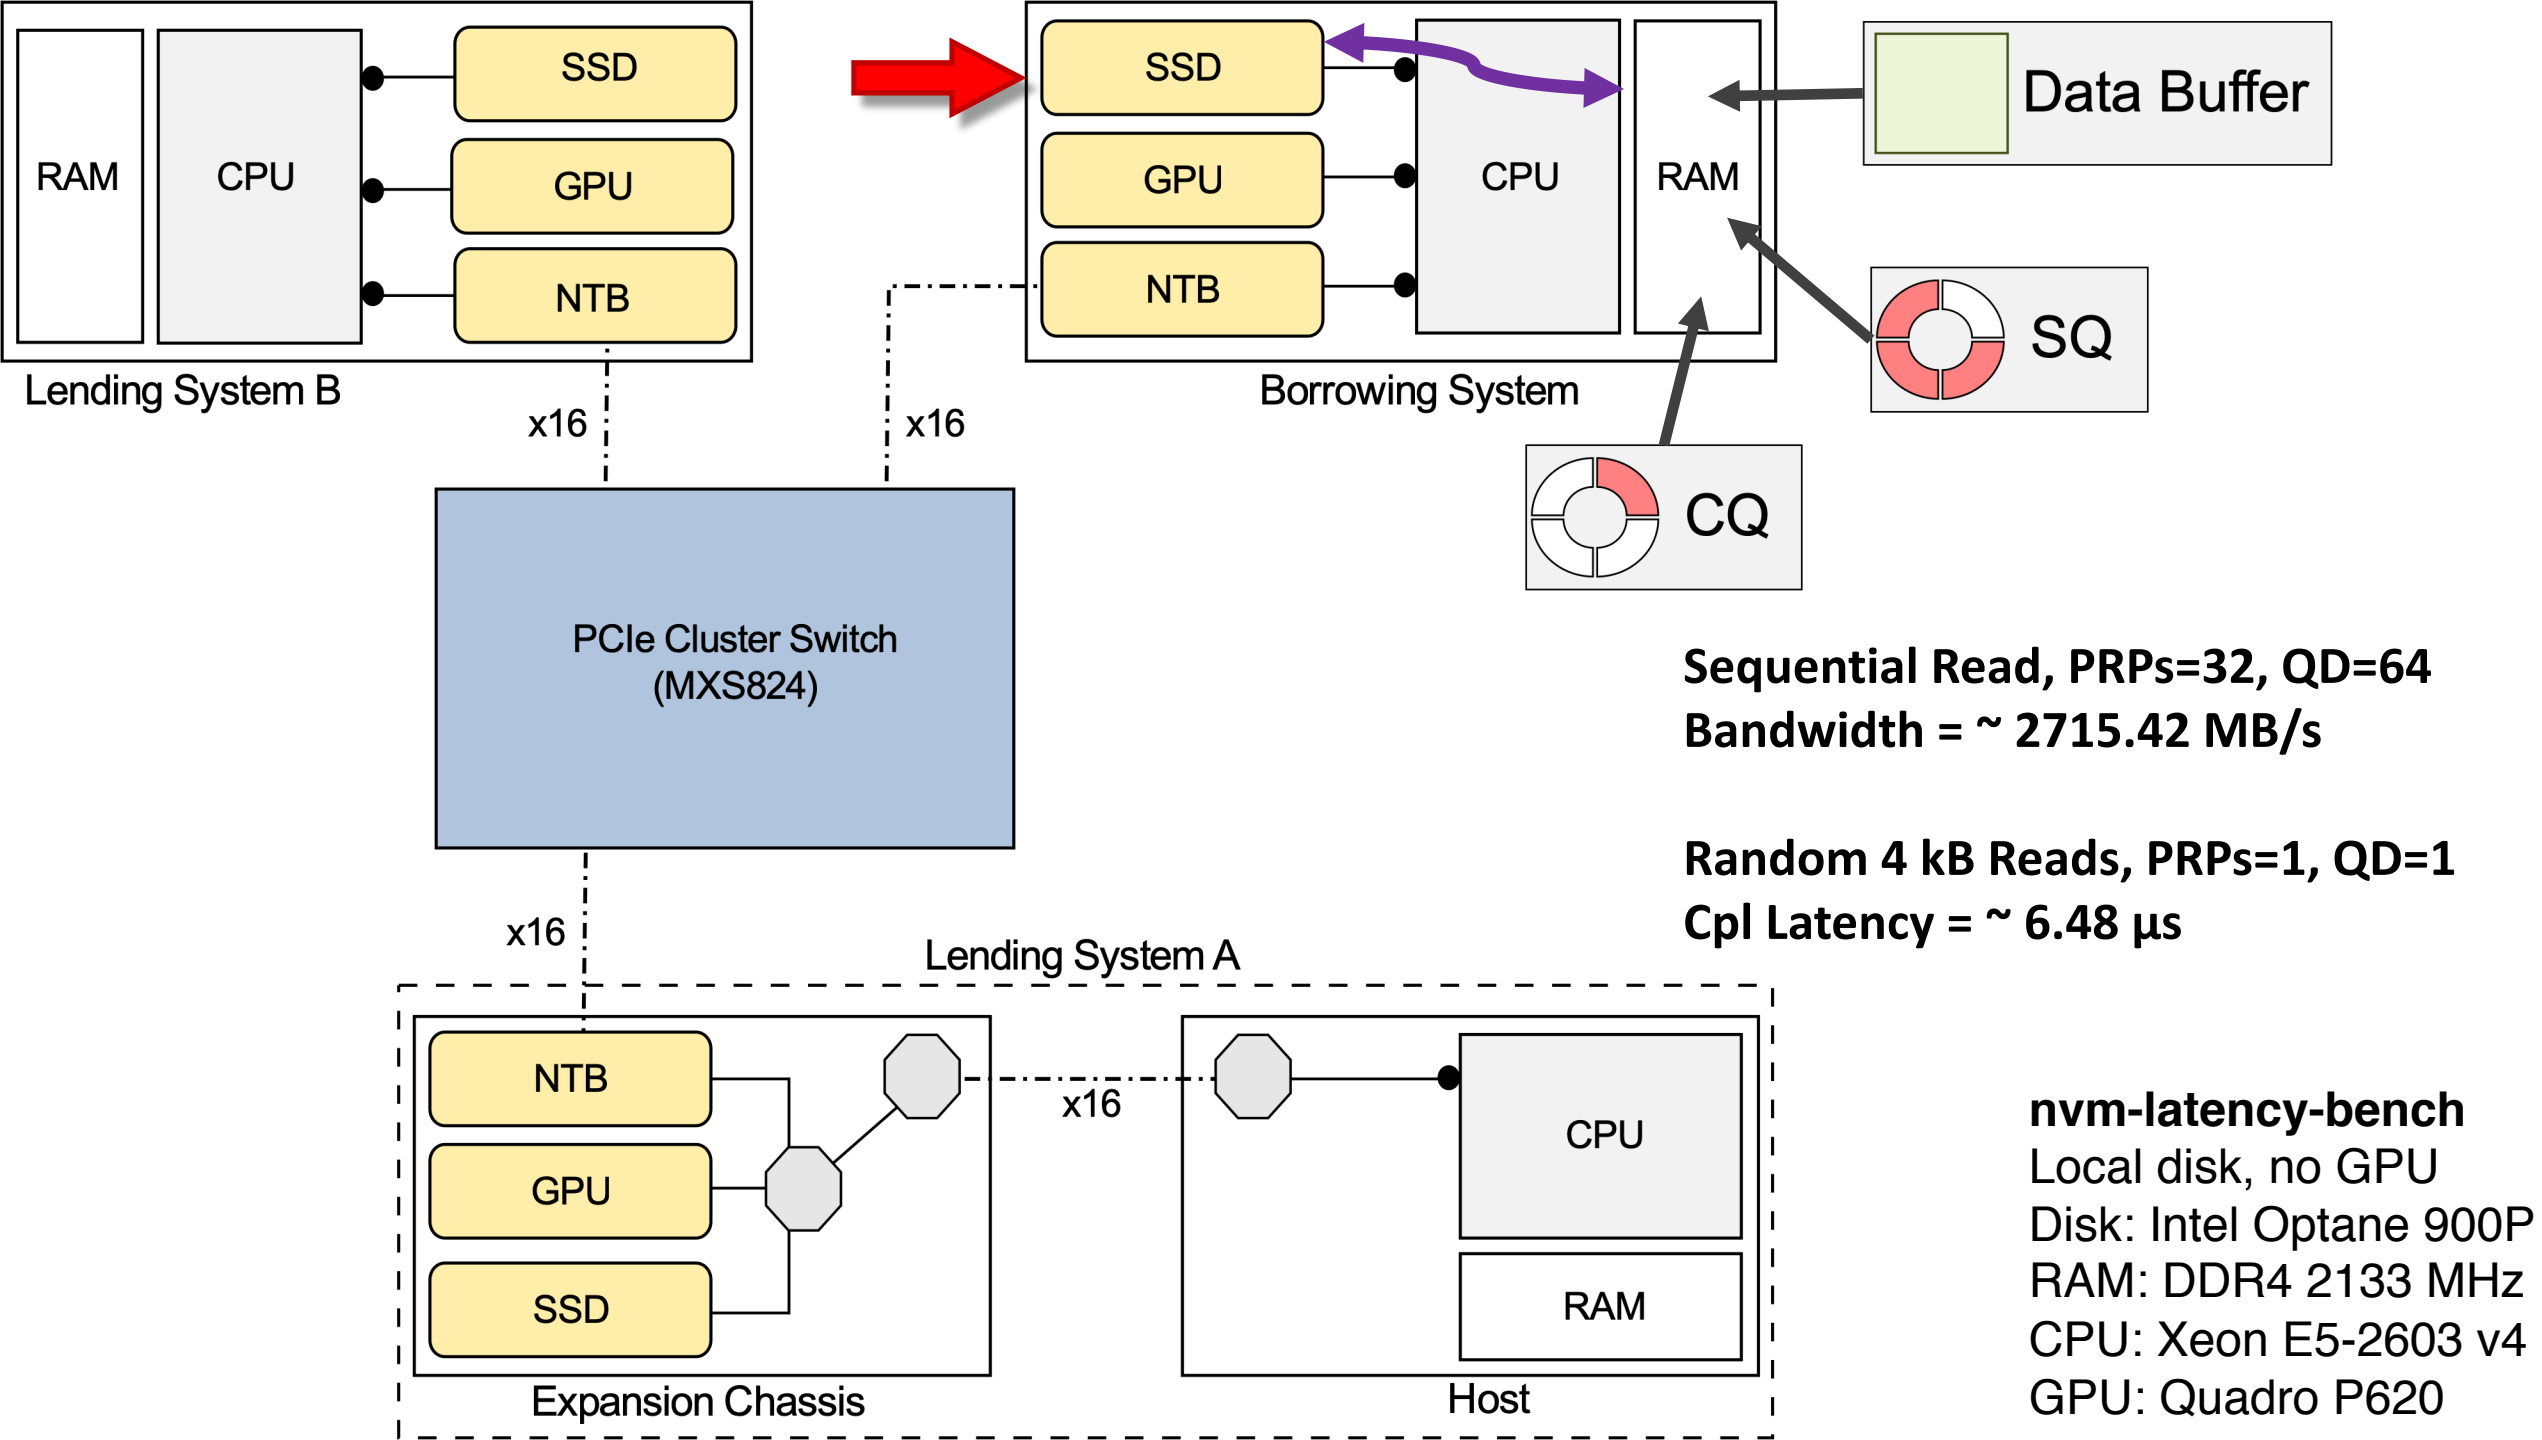 RAM
CPU
SSD
GPU
NTB
Lending System B
SSD
GPU
NTB
CPU
RAM
Borrowing System
Data Buffer
SQ
CQ
x16
x16
PCIe Cluster Switch
(MXS824)
Sequential Read, PRPs=32, QD=64
Bandwidth = ~ 2715.42 MB/s
Random 4 kB Reads, PRPs=1, QD=1
Cpl Latency = ~ 6.48 µs
x16
Lending System A
NTB
GPU
SSD
x16
CPU
RAM
Expansion Chassis
Host
nvm-latency-bench
Local disk, no GPU
Disk: Intel Optane 900P
RAM: DDR4 2133 MHz
CPU: Xeon E5-2603 v4
GPU: Quadro P620